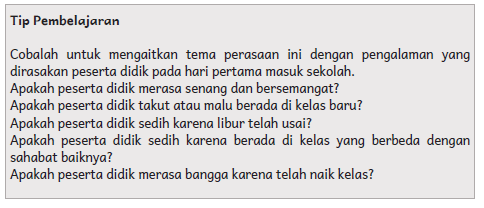 Tip Pembelajaran
Cobalah untuk mengaitkan tema perasaan ini dengan pengalaman yang
dirasakan peserta didik pada hari pertama masuk sekolah.
Apakah peserta didik merasa senang dan bersemangat?
Apakah peserta didik takut atau malu berada di kelas baru?
Apakah peserta didik sedih karena libur telah usai?
Apakah peserta didik sedih karena berada di kelas yang berbeda dengan
sahabat baiknya?
Apakah peserta didik merasa bangga karena telah naik kelas?